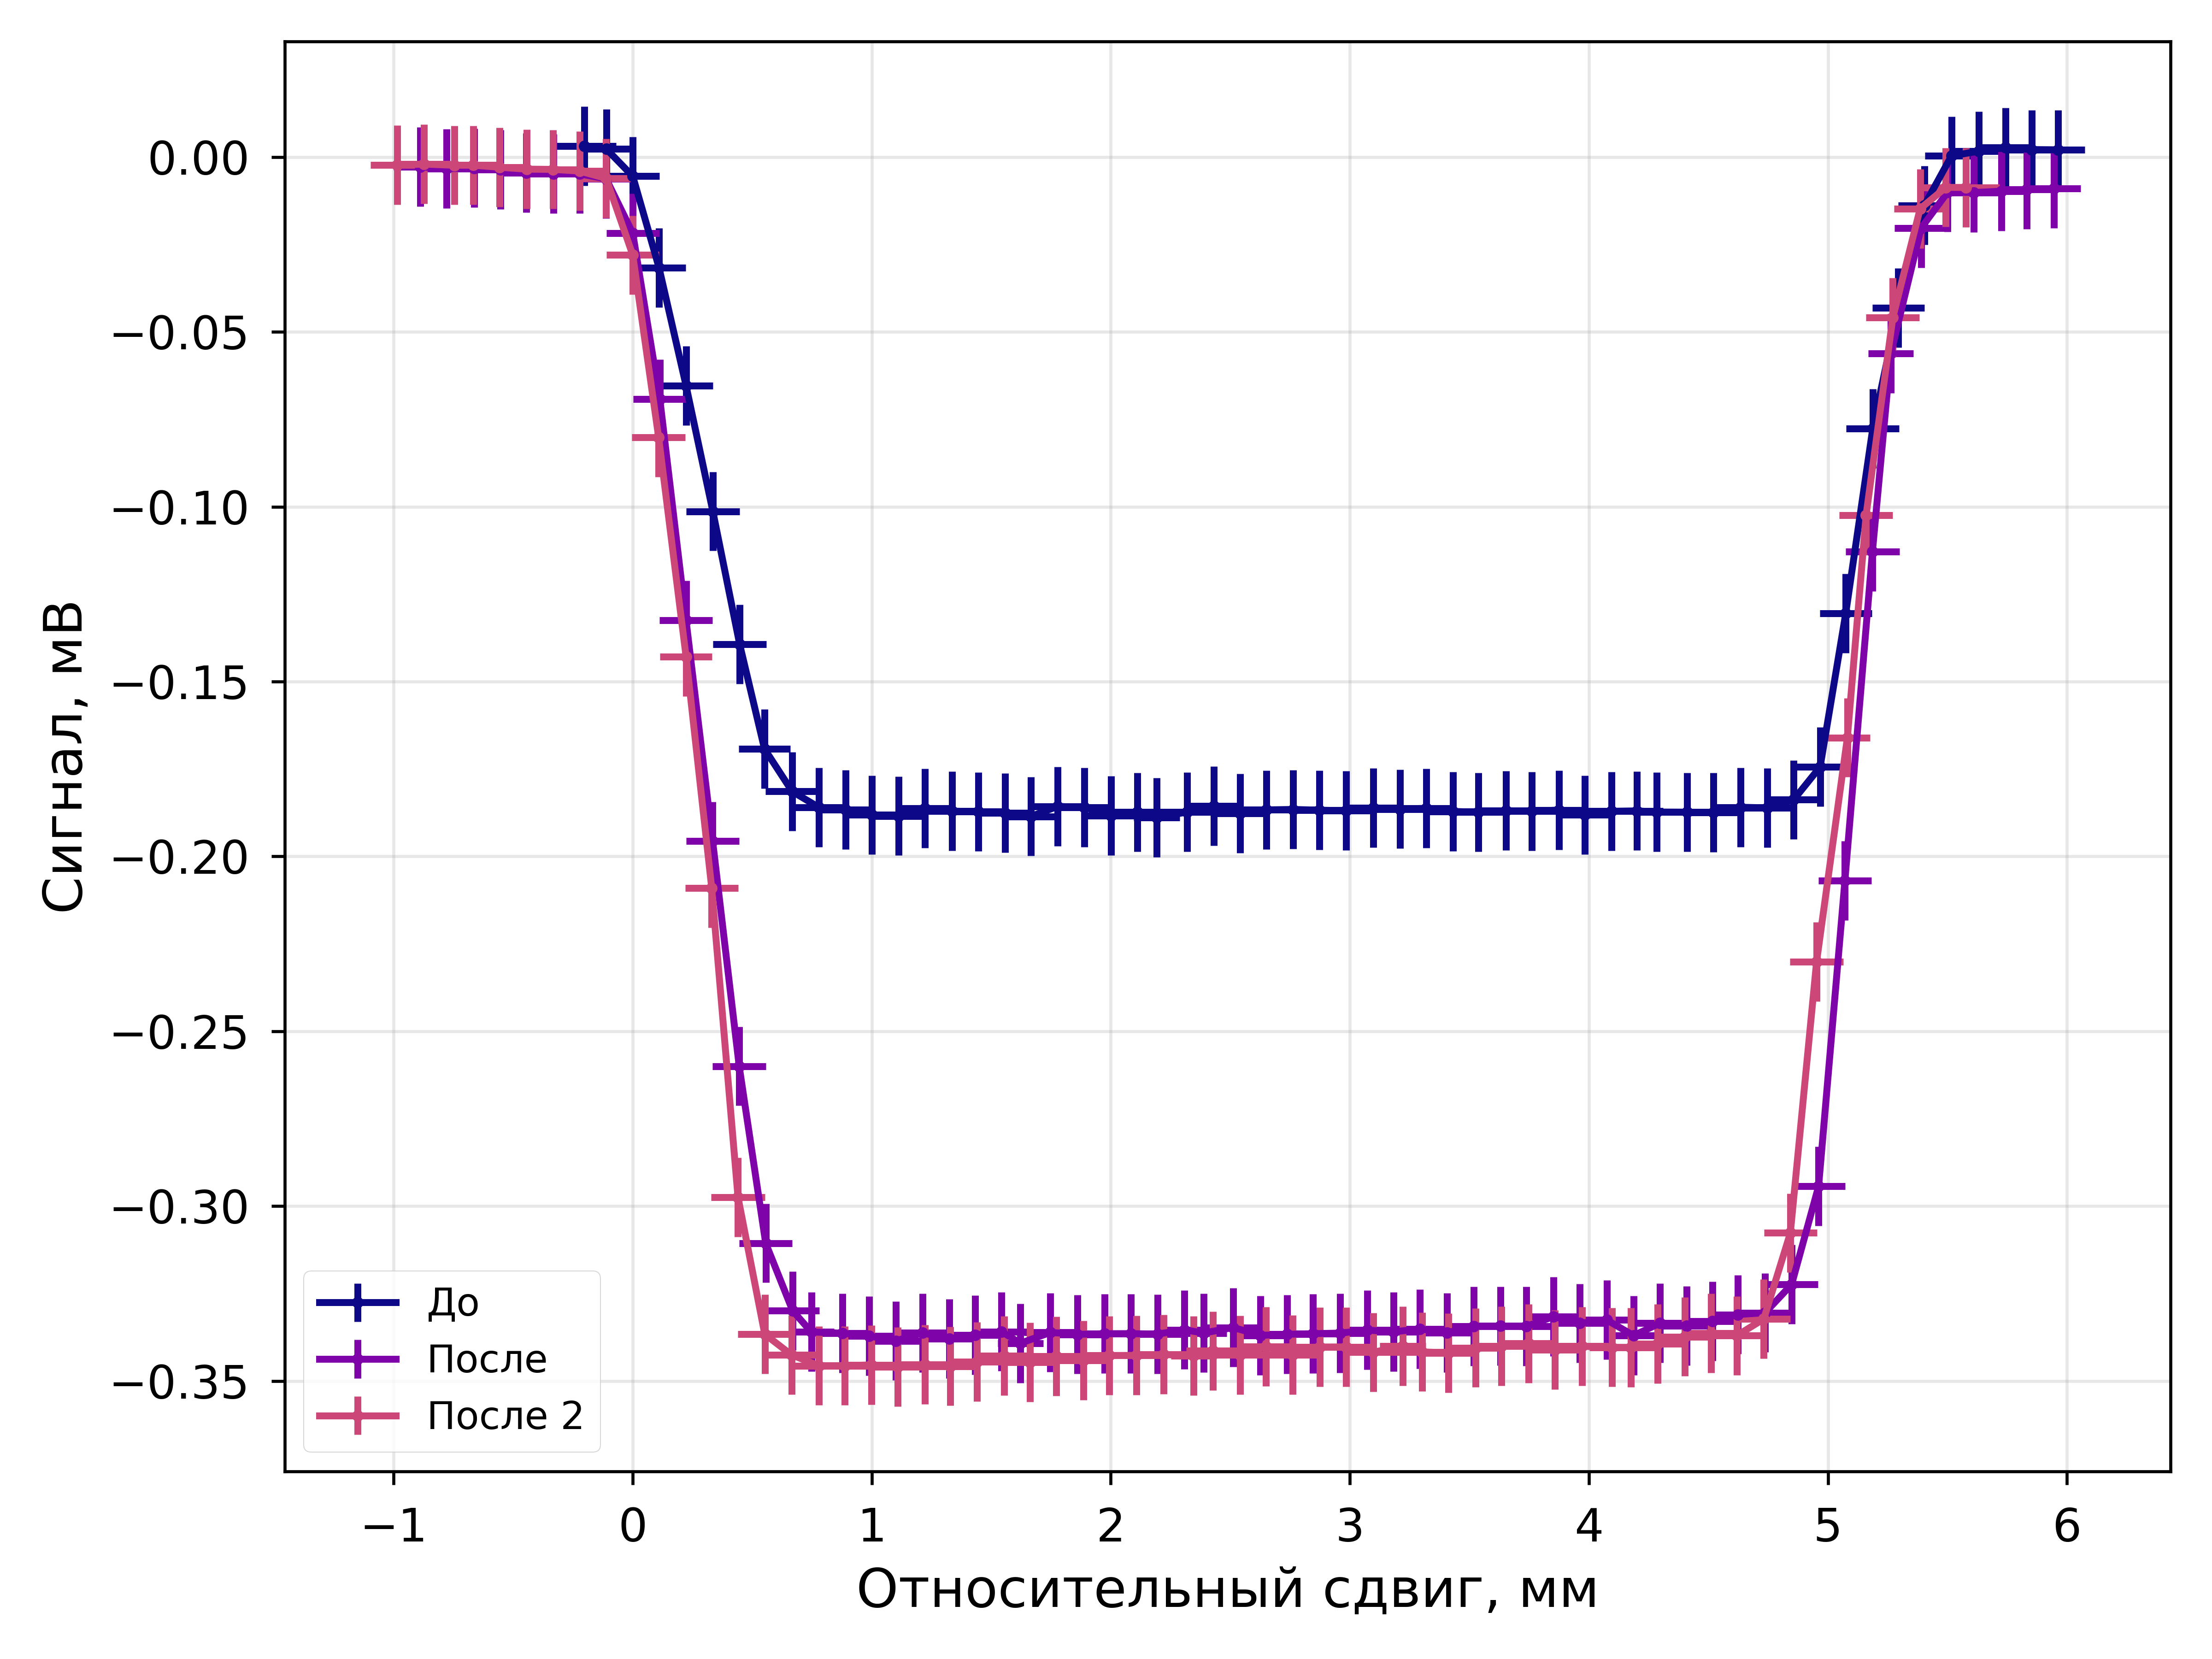 Сигнал, мВ
0.00
−0.05
−0.10
−0.15
−0.20
−0.25
−0.30
−0.35
До
После
После 2
−1 0 1 2 3 4 5 6
Относительный сдвиг, мм